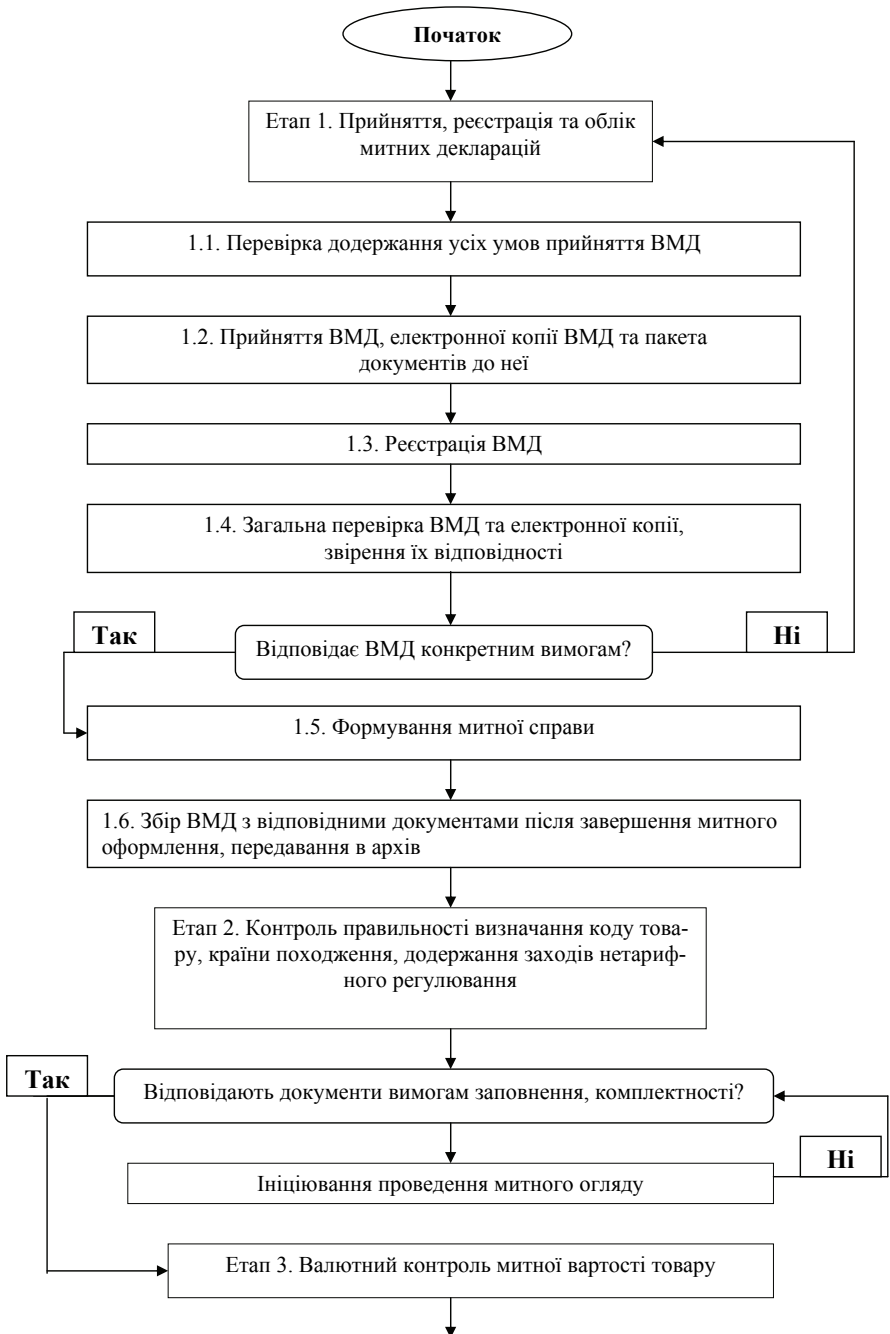 Початок
Етап 1. Прийняття, реєстрація та облік
митних декларацій
1.1. Перевірка додержання усіх умов прийняття ВМД
1.2. Прийняття ВМД, електронної копії ВМД та пакета
документів до неї
1.3. Реєстрація ВМД
1.4. Загальна перевірка ВМД та електронної копії,
звірення їх відповідності
Так
Відповідає ВМД конкретним вимогам?
Ні
1.5. Формування митної справи
1.6. Збір ВМД з відповідними документами після завершення митного
оформлення, передавання в архів
Етап 2. Контроль правильності визначання коду това-
ру, країни походження, додержання заходів нетариф-
ного регулювання
Так
Відповідають документи вимогам заповнення, комплектності?
Ні
Ініціювання проведення митного огляду
Етап 3. Валютний контроль митної вартості товару